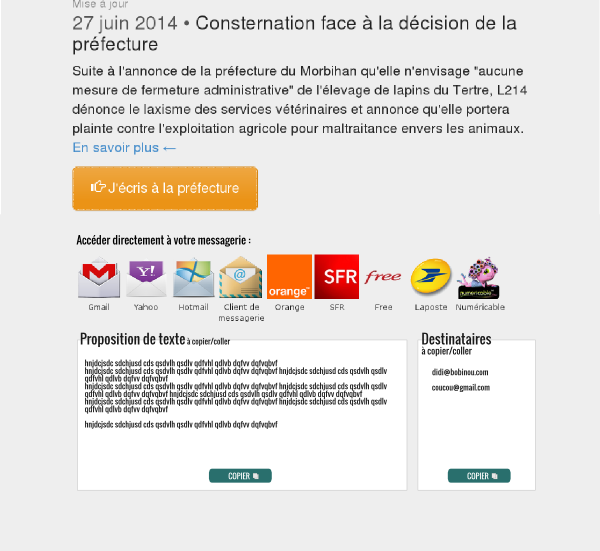 Mise à jour
27 juin 2014 • Consternation face à la décision de la
préfecture
Suite à l'annonce de la préfecture du Morbihan qu'elle n'envisage "aucune
mesure de fermeture administrative" de l'élevage de lapins du Tertre, L214
dénonce le laxisme des services vétérinaires et annonce qu'elle portera
plainte contre l'exploitation agricole pour maltraitance envers les animaux.
En savoir plus ←
J'écris à la préfecture
Accéder directement à votre messagerie :
Y!
@
orange™
SFR
free
numericable
Gmail Yahoo Hotmail Client de messagerie Orange SFR Free Laposte Numéricable
Proposition de texte à copier/coller
hnjdcjsdc sdchjusd cds qsdvlh qsdlv qdfvhl qdlvb dqfvv dqfvqbvf
hnjdcjsdc sdchjusd cds qsdvlh qsdlv qdfvhl qdlvb dqfvv dqfvqbvf hnjdcjsdc sdchjusd cds qsdvlh qsdlv
qdfvhl qdlvb dqfvv dqfvqbvf
hnjdcjsdc sdchjusd cds qsdvlh qsdlv qdfvhl qdlvb dqfvv dqfvqbvf hnjdcjsdc sdchjusd cds qsdvlh qsdlv
qdfvhl qdlvb dqfvv dqfvqbvf hnjdcjsdc sdchjusd cds qsdvlh qsdlv qdfvhl qdlvb dqfvv dqfvqbvf
hnjdcjsdc sdchjusd cds qsdvlh qsdlv qdfvhl qdlvb dqfvv dqfvqbvf hnjdcjsdc sdchjusd cds qsdvlh qsdlv
qdfvhl qdlvb dqfvv dqfvqbvf
hnjdcjsdc sdchjusd cds qsdvlh qsdlv qdfvhl qdlvb dqfvv dqfvqbvf
COPIER
Destinataires
à copier/coller
didi@bobinou.com
coucou@gmail.com
COPIER